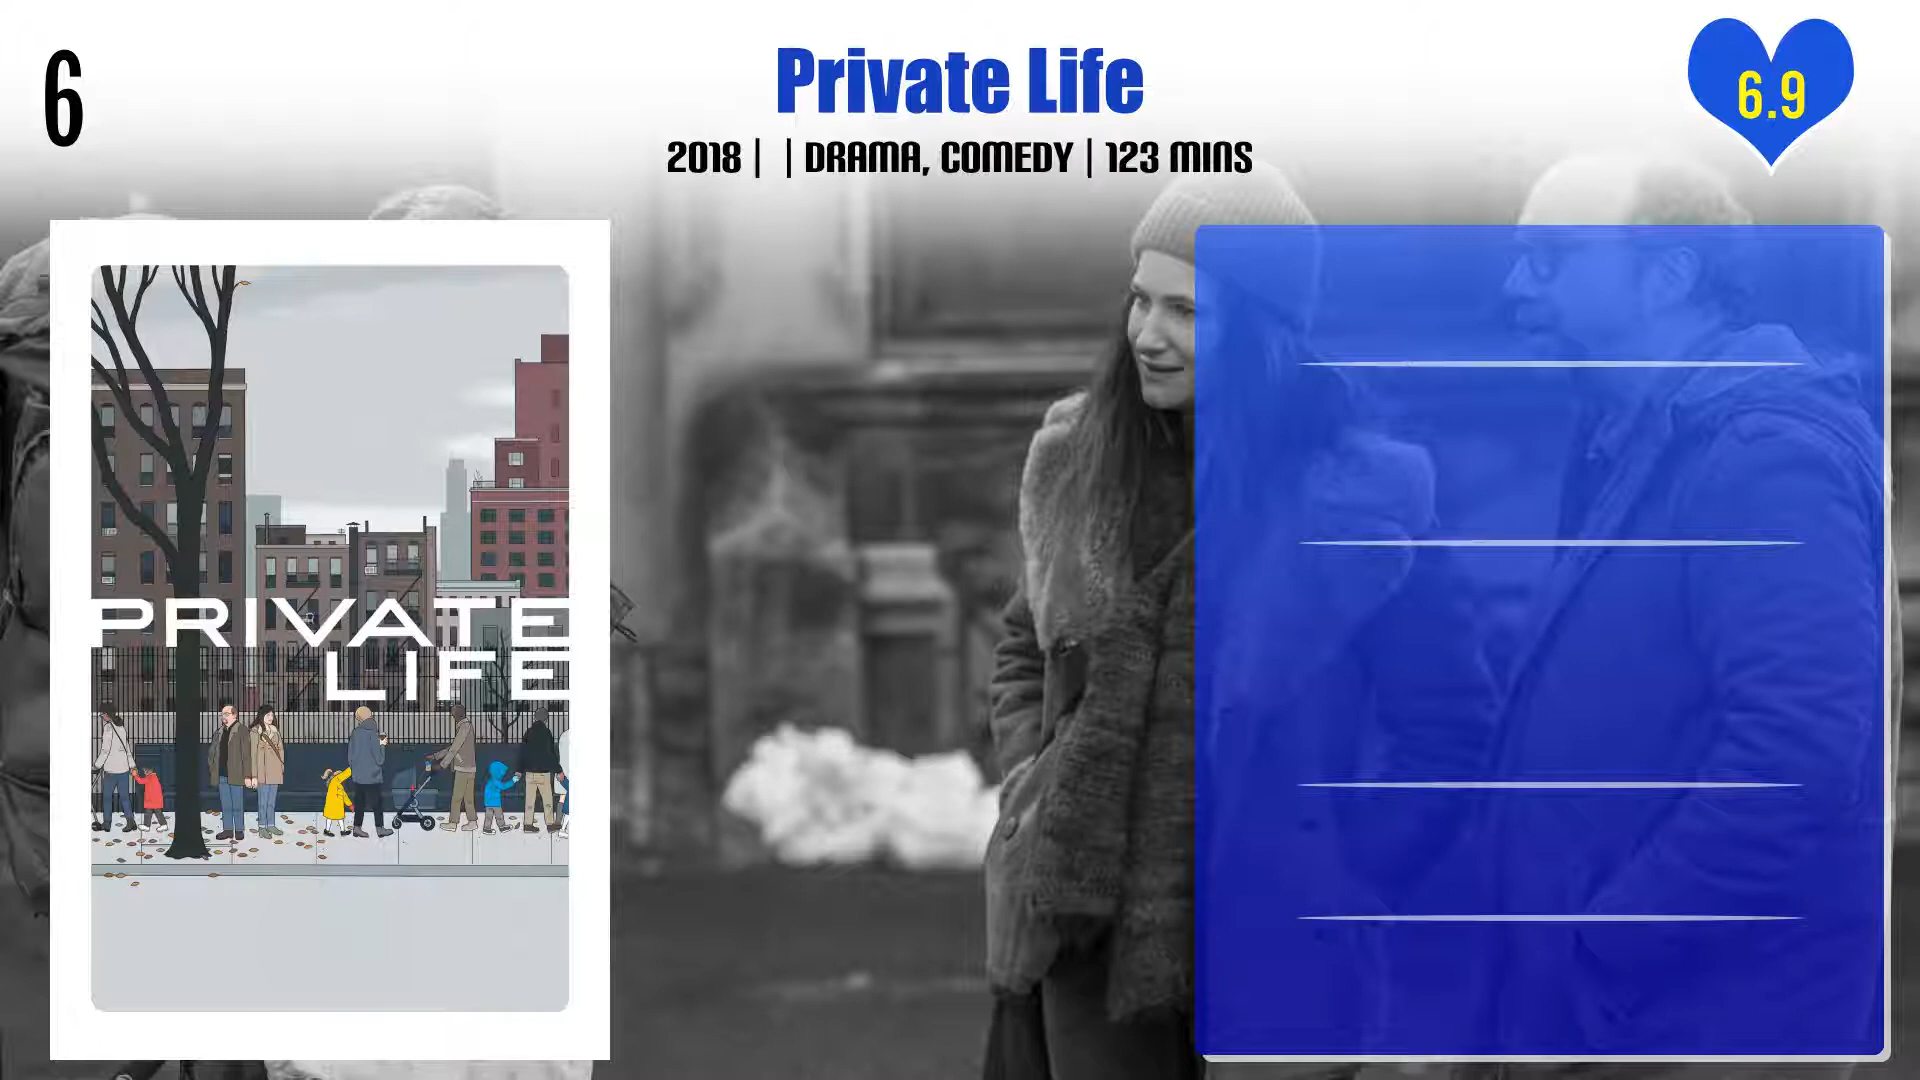 6
Private Life
6.9
2018 | | DRAMA, COMEDY | 123 MINS
PRIVATE
LIFE